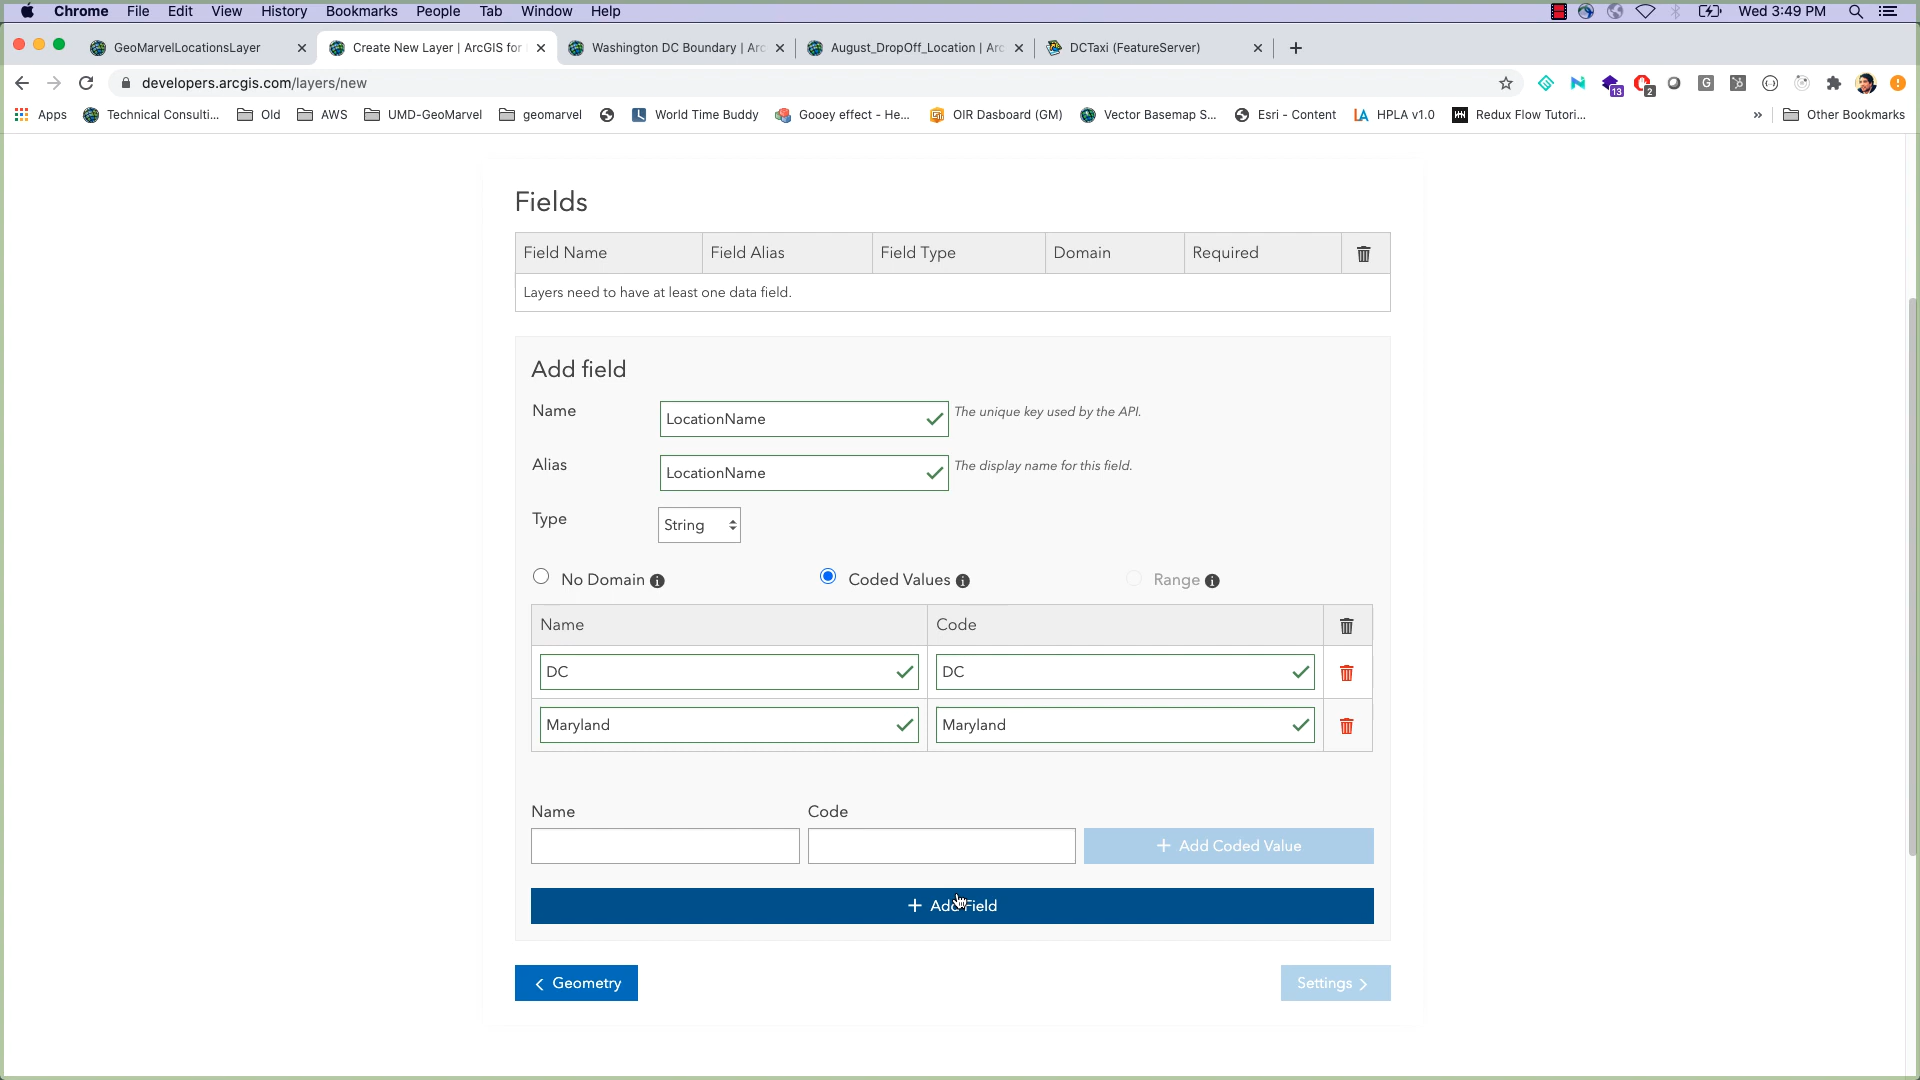 Chrome File Edit View History Bookmarks People Tab Window Help Wed 3:49 PM
GeoMarvelLocationsLayer Create New Layer | ArcGIS for Washington DC Boundary | Arc August_DropOff_Location | Arc DCTaxi (FeatureServer)
developers.arcgis.com/layers/new 13 2
Apps Technical Consulti... Old AWS UMD-GeoMarvel geomarvel World Time Buddy Gooey effect - He... OIR Dasboard (GM) Vector Basemap S... Esri - Content HPLA v1.0 Redux Flow Tutori... » Other Bookmarks
Fields
Field Name Field Alias Field Type Domain Required
Layers need to have at least one data field.
Add field
Name LocationName The unique key used by the API.
Alias LocationName The display name for this field.
Type String
No Domain Coded Values Range
Name Code
DC DC
Maryland Maryland
Name Code
+ Add Coded Value
+ Add Field
< Geometry Settings >